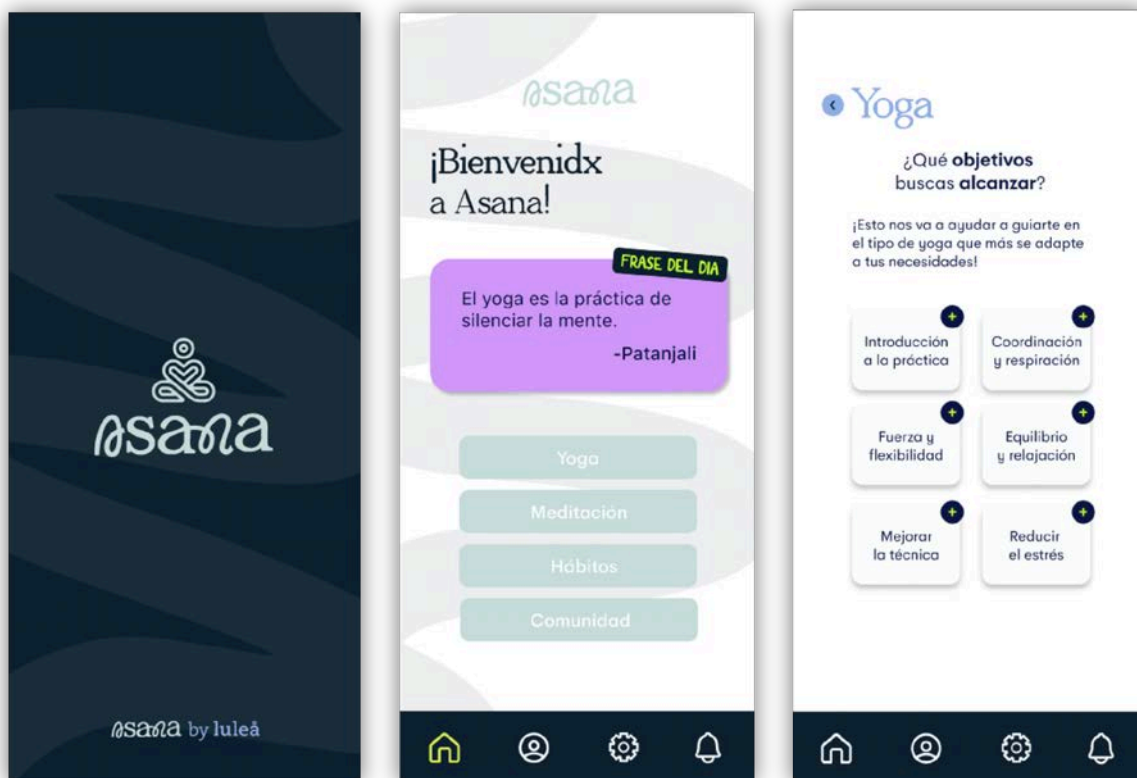 asana
asana by luleå
asana
¡Bienvenidx
a Asana!
FRASE DEL DIA
El yoga es la práctica de
silenciar la mente.
-Patanjali
Yoga
Meditación
Hábitos
Comunidad
Yoga
¿Qué objetivos
buscas alcanzar?
¡Esto nos va a ayudar a guiarte en
el tipo de yoga que más se adapte
a tus necesidades!
Introducción
a la práctica
Coordinación
y respiración
Fuerza y
flexibilidad
Equilibrio
y relajación
Mejorar
la técnica
Reducir
el estrés